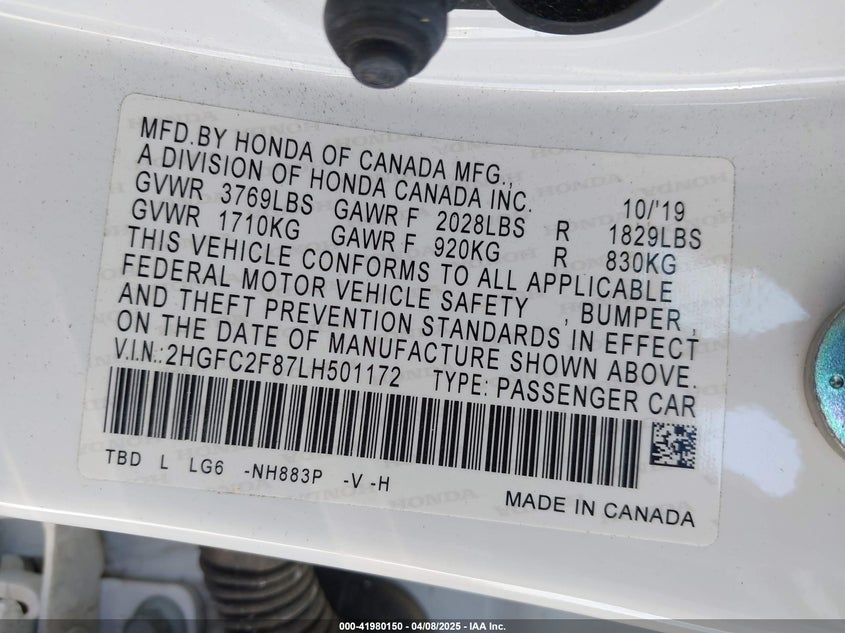 MFD.BY HONDA OF CANADA MFG.,
A DIVISION OF HONDA CANADA INC. 10/'19
GVWR 3769LBS GAWR F 2028LBS R 1829LBS
GVWR 1710KG GAWR F 920KG R 830KG
THIS VEHICLE CONFORMS TO ALL APPLICABLE
FEDERAL MOTOR VEHICLE SAFETY , BUMPER ,
AND THEFT PREVENTION STANDARDS IN EFFECT
ON THE DATE OF MANUFACTURE SHOWN ABOVE.
V.I.N.:2HGFC2F87LH501172 TYPE: PASSENGER CAR
TBD L LG6 -NH883P -V -H
MADE IN CANADA
000-41980150 - 04/08/2025 - IAA Inc.